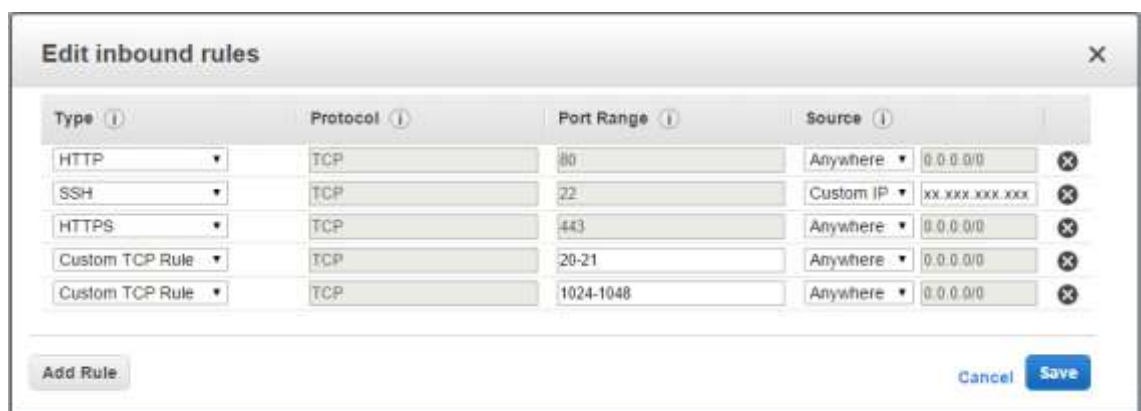 Edit inbound rules
Type Protocol Port Range Source
HTTP TCP 80 Anywhere 0.0.0.0/0
SSH TCP 22 Custom IP xx.xxx.xxx.xxx
HTTPS TCP 443 Anywhere 0.0.0.0/0
Custom TCP Rule TCP 20-21 Anywhere 0.0.0.0/0
Custom TCP Rule TCP 1024-1048 Anywhere 0.0.0.0/0
Add Rule Cancel Save